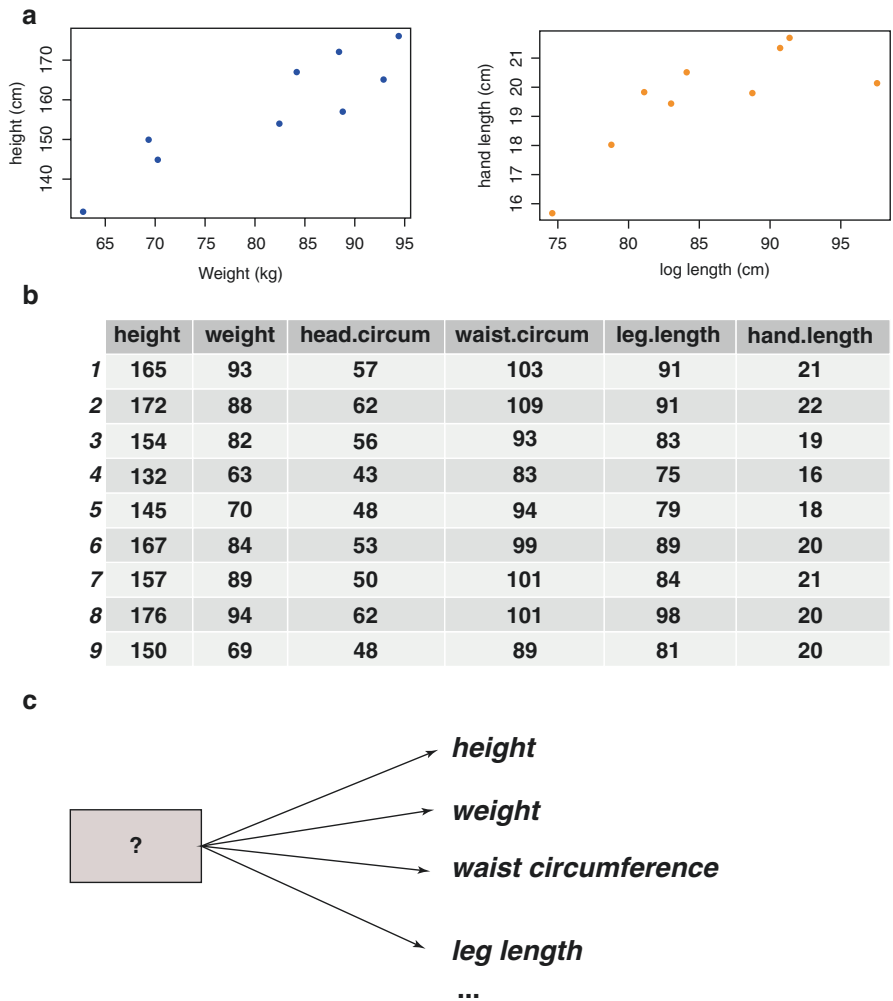 a
height (cm)
170
160
150
140
65 70 75 80 85 90 95
Weight (kg)
hand length (cm)
21
20
19
18
17
16
75 80 85 90 95
log length (cm)
b
height weight head.circum waist.circum leg.length hand.length
1 165 93 57 103 91 21
2 172 88 62 109 91 22
3 154 82 56 93 83 19
4 132 63 43 83 75 16
5 145 70 48 94 79 18
6 167 84 53 99 89 20
7 157 89 50 101 84 21
8 176 94 62 101 98 20
9 150 69 48 89 81 20
c
?
height
weight
waist circumference
leg length
...